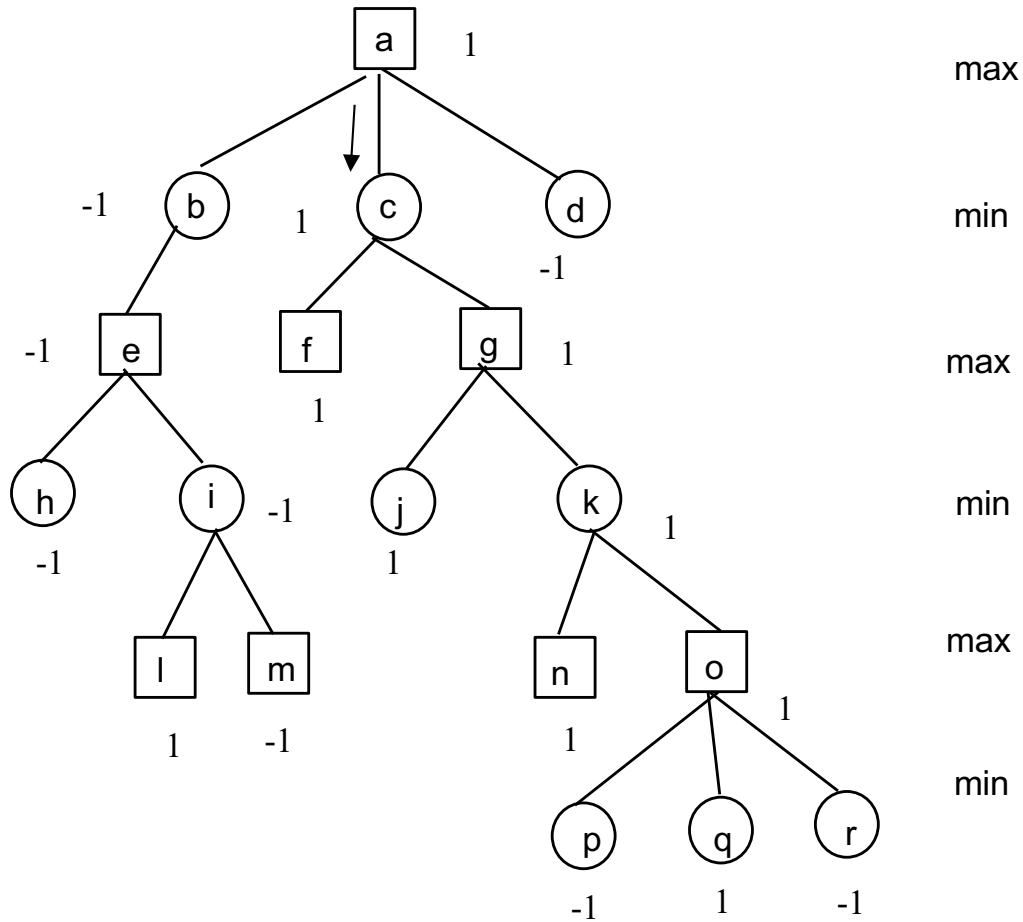 a 1 max
-1 b 1 c d min
-1
-1 e f g 1 max
1
h i -1 j k 1 min
-1 1
l m n o max
1 -1 1 1
min
p q r
-1 1 -1